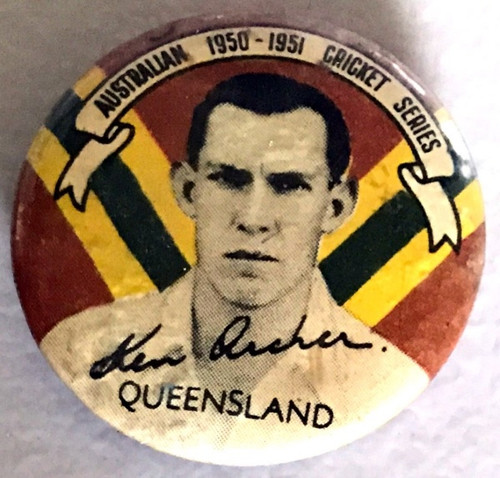 AUSTRALIAN 1950-1951 CRICKET SERIES
Ken Archer.
QUEENSLAND